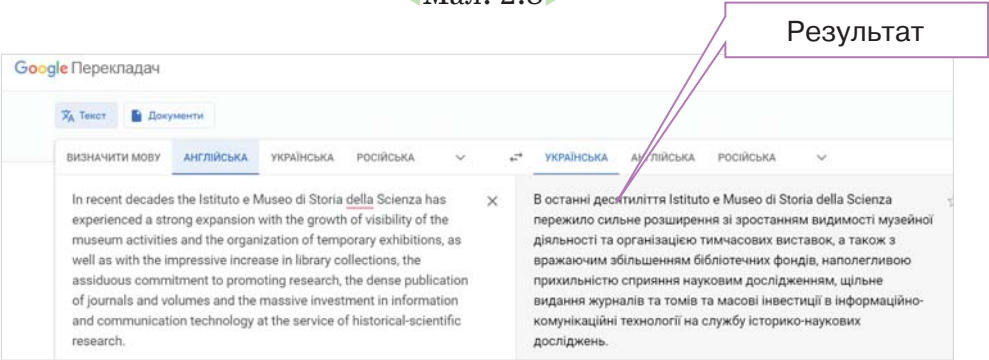 Мал. 2.8
Результат
Google Перекладач
Текст
Документи
ВИЗНАЧИТИ МОВУ АНГЛІЙСЬКА УКРАЇНСЬКА РОСІЙСЬКА
УКРАЇНСЬКА АНГЛІЙСЬКА РОСІЙСЬКА
In recent decades the Istituto e Museo di Storia della Scienza has
experienced a strong expansion with the growth of visibility of the
museum activities and the organization of temporary exhibitions, as
well as with the impressive increase in library collections, the
assiduous commitment to promoting research, the dense publication
of journals and volumes and the massive investment in information
and communication technology at the service of historical-scientific
research.
В останні десятиліття Istituto e Museo di Storia della Scienza
пережило сильне розширення зі зростанням видимості музейної
діяльності та організацією тимчасових виставок, а також з
вражаючим збільшенням бібліотечних фондів, наполегливою
прихильністю сприяння науковим дослідженням, щільне
видання журналів та томів та масові інвестиції в інформаційно-
комунікаційні технології на службу історико-наукових
досліджень.